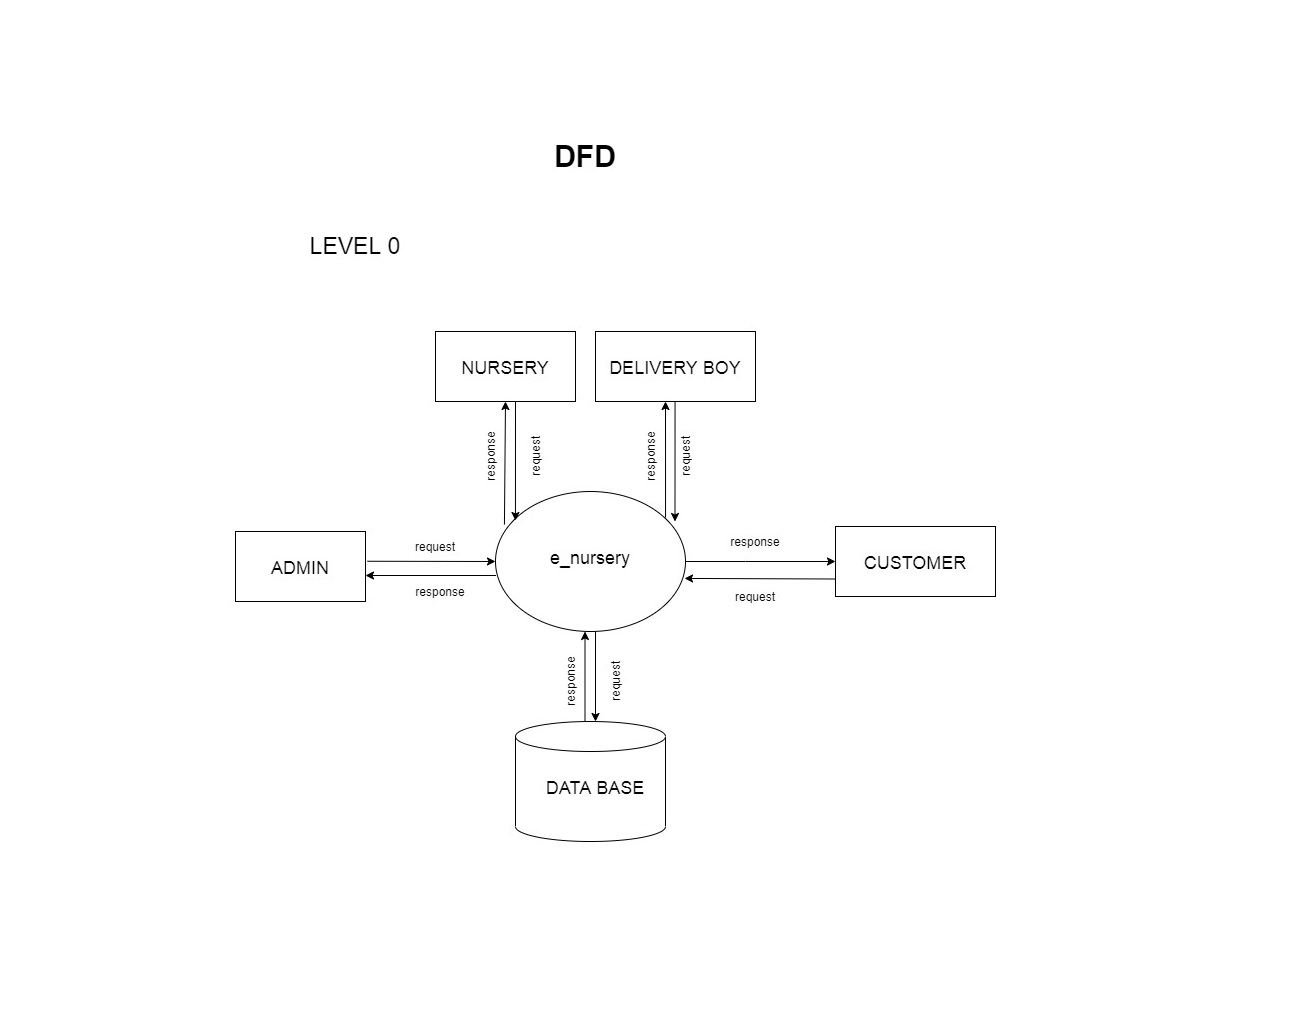 DFD
LEVEL 0
NURSERY
DELIVERY BOY
response
request
response
request
ADMIN
request
response
e_nursery
response
request
CUSTOMER
response
request
DATA BASE